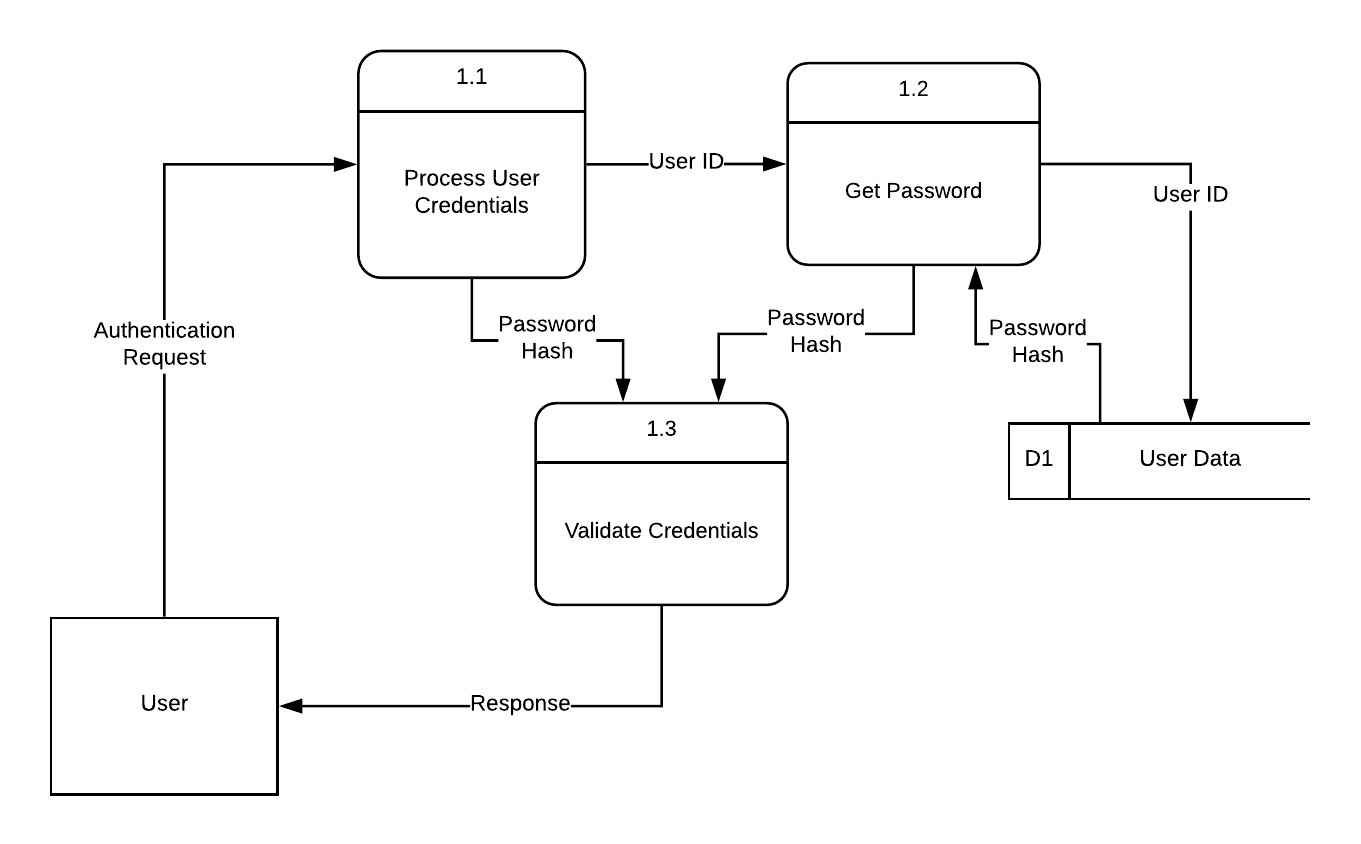 1.1
Process User
Credentials
User ID
1.2
Get Password
User ID
Authentication
Request
Password
Hash
Password
Hash
Password
Hash
1.3
Validate Credentials
D1
User Data
User
Response